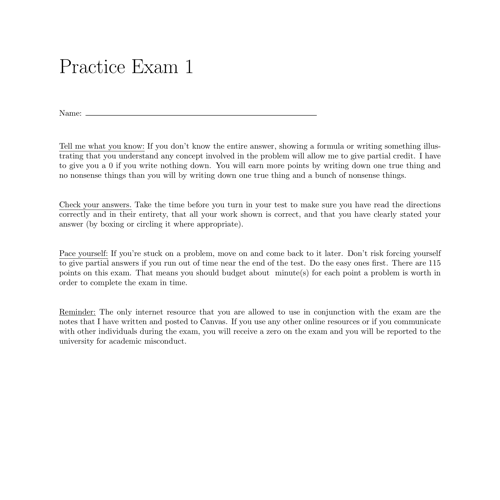 Practice Exam 1
Name:
Tell me what you know: If you don't know the entire answer, showing a formula or writing something illus-
trating that you understand any concept involved in the problem will allow me to give partial credit. I have
to give you a 0 if you write nothing down. You will earn more points by writing down one true thing and
no nonsense things than you will by writing down one true thing and a bunch of nonsense things.
Check your answers. Take the time before you turn in your test to make sure you have read the directions
correctly and in their entirety, that all your work shown is correct, and that you have clearly stated your
answer (by boxing or circling it where appropriate).
Pace yourself: If you're stuck on a problem, move on and come back to it later. Don't risk forcing yourself
to give partial answers if you run out of time near the end of the test. Do the easy ones first. There are 115
points on this exam. That means you should budget about minute(s) for each point a problem is worth in
order to complete the exam in time.
Reminder: The only internet resource that you are allowed to use in conjunction with the exam are the
notes that I have written and posted to Canvas. If you use any other online resources or if you communicate
with other individuals during the exam, you will receive a zero on the exam and you will be reported to the
university for academic misconduct.